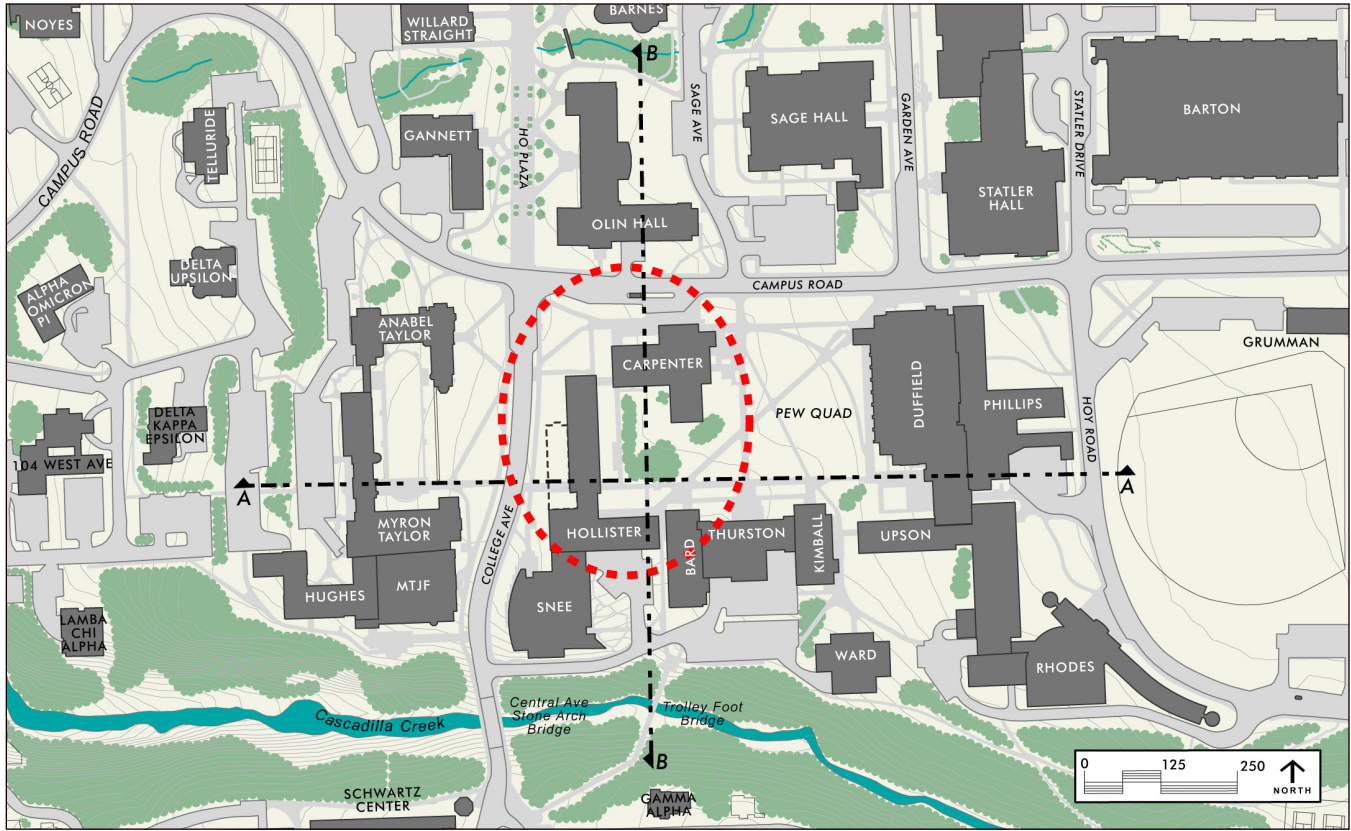 NOYES
WILLARD
STRAIGHT
BARNES
B
CAMPUS ROAD
TELLURIDE
GANNETT
HO PLAZA
SAGE AVE
SAGE HALL
GARDEN AVE
STATLER DRIVE
BARTON
STATLER
HALL
OLIN HALL
DELTA
UPSILON
ALPHA
OMICRON
PI
CAMPUS ROAD
ANABEL
TAYLOR
CARPENTER
GRUMMAN
DUFFIELD
PEW QUAD
PHILLIPS
HOY ROAD
DELTA
KAPPA
EPSILON
104 WEST AVE
A
A
MYRON
TAYLOR
COLLEGE AVE
HOLLISTER
BARD
THURSTON
KIMBALL
UPSON
HUGHES
MTJF
SNEE
LAMBA
CHI
ALPHA
WARD
RHODES
Cascadilla Creek
Central Ave
Stone Arch
Bridge
Trolley Foot
Bridge
B
SCHWARTZ
CENTER
GAMMA
ALPHA
0 125 250
NORTH